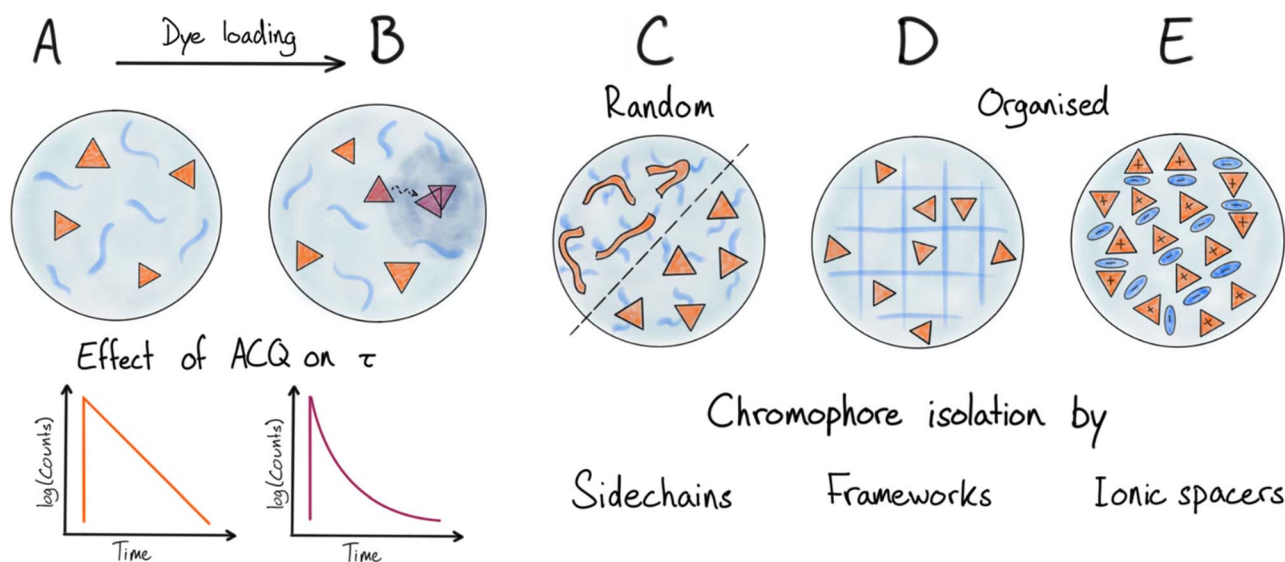 A
Dye loading
B
C
D
E
Random
Organised
+ + - + - - + + + - + - - - + + + - - + - + - - + - + + - +
Effect of ACQ on τ
log(Counts)
Time
log(Counts)
Time
Chromophore isolation by
Sidechains
Frameworks
Ionic spacers